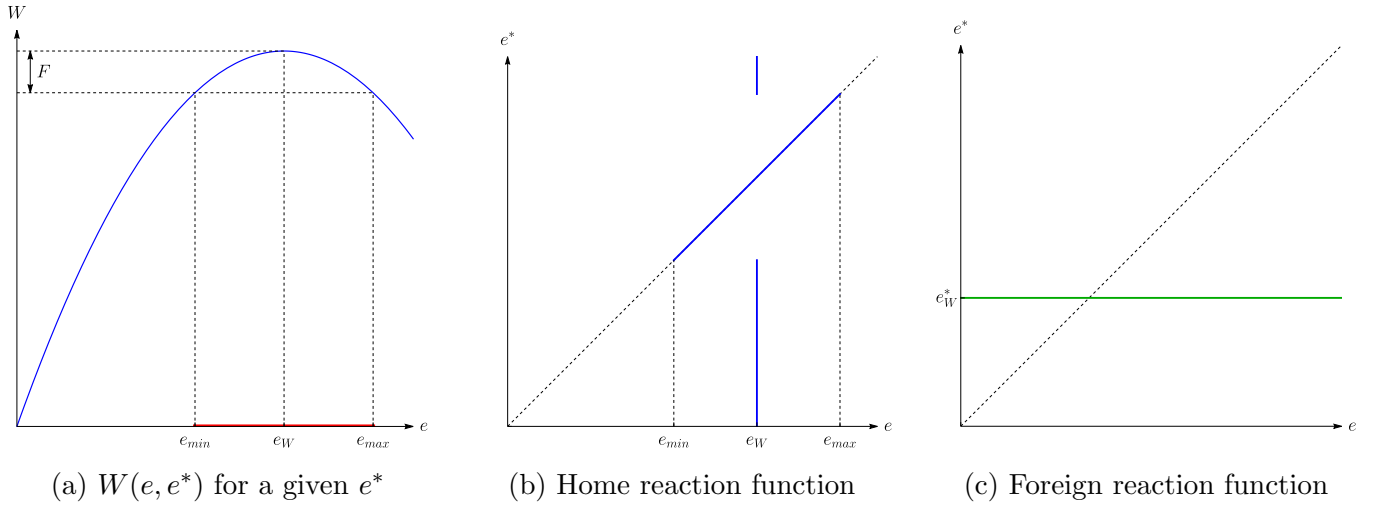 W
F
e_min e_W e_max e
(a) W(e, e*) for a given e*
e*
e_min e_W e_max e
(b) Home reaction function
e*
e*_W
e
(c) Foreign reaction function